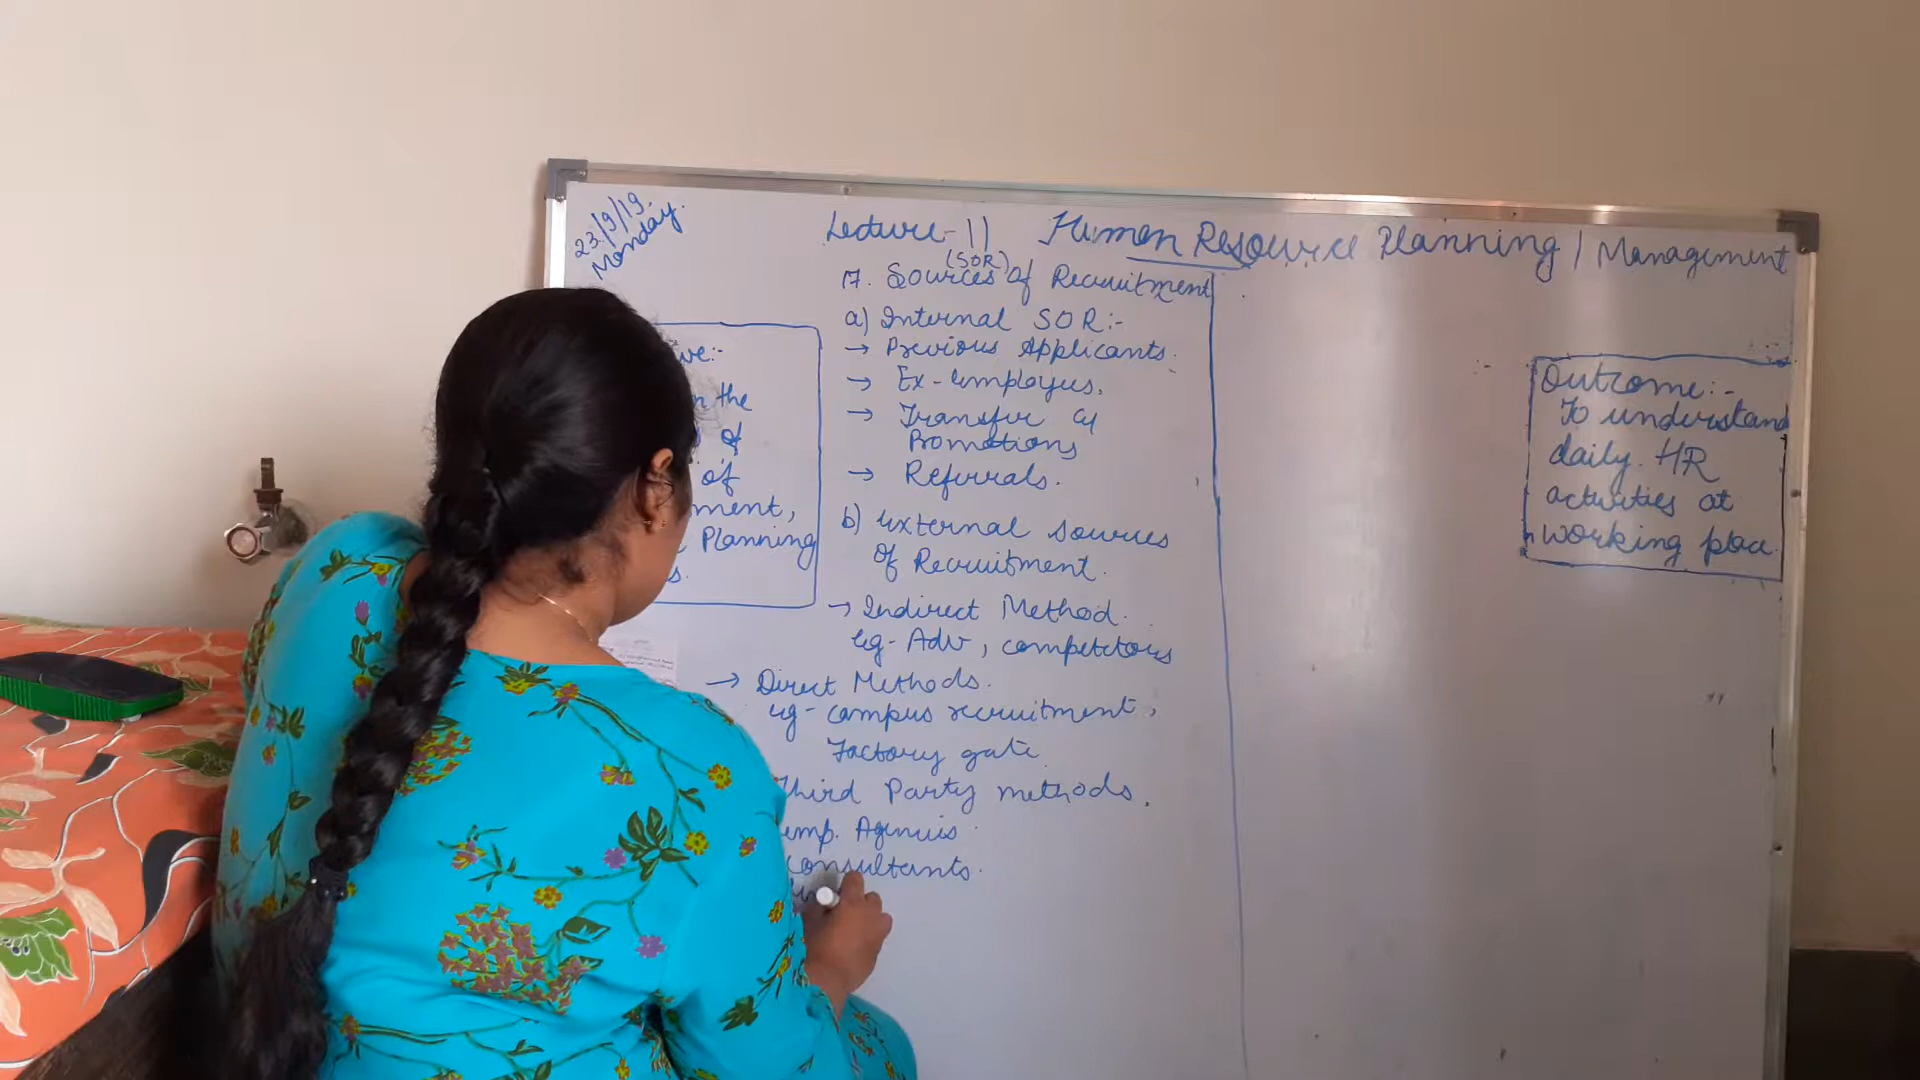 23/9/19
Monday.
Lecture-11 Human Resource Planning / Management
(SOR)
17. Sources of Recruitment
a) Internal SOR:-
→ Previous Applicants.
→ Ex-employees.
→ Transfer of
Promotions
→ Referrals.
b) External Sources
of Recruitment.
→ Indirect Method.
eg- Adv, competitors
→ Direct Methods.
eg- campus recruitment,
Factory gate
Third Party methods.
emp. Agencies
consultants.
the
of
of
ment,
Planning
Outcome:-
To understand
daily HR
activities at
working place.